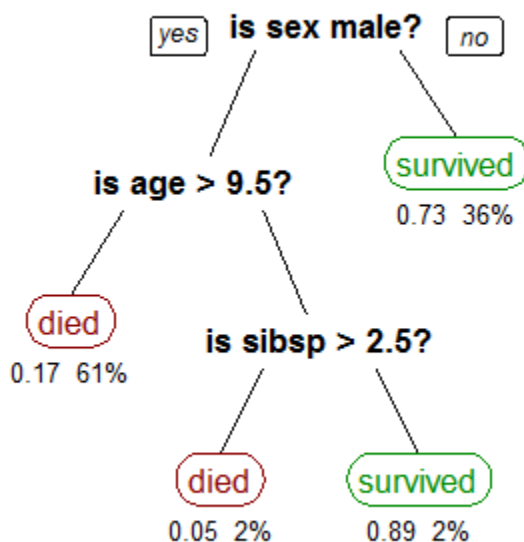 yes is sex male? no
is age > 9.5?
survived
0.73 36%
died
0.17 61%
is sibsp > 2.5?
died
0.05 2%
survived
0.89 2%